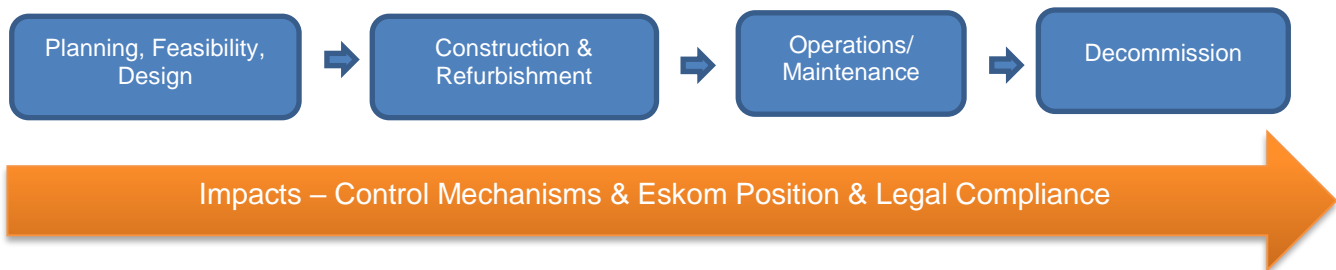 Planning, Feasibility,
Design
Construction &
Refurbishment
Operations/
Maintenance
Decommission
Impacts – Control Mechanisms & Eskom Position & Legal Compliance